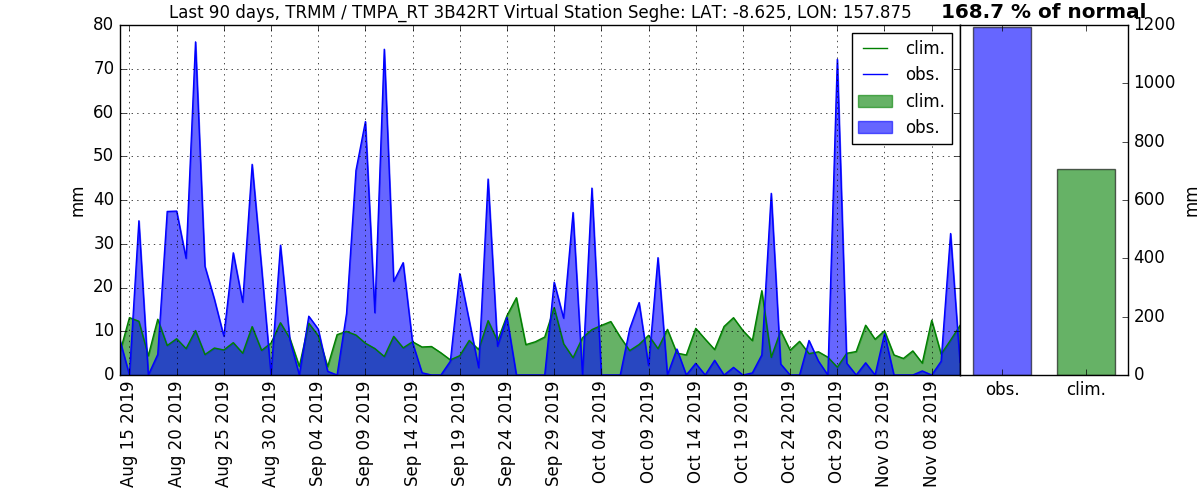 Last 90 days, TRMM / TMPA_RT 3B42RT Virtual Station Seghe: LAT: -8.625, LON: 157.875
168.7 % of normal
80
70
60
50
40
30
20
10
0
mm
clim.
obs.
clim.
obs.
1200
1000
800
600
400
200
0
mm
obs.
clim.
Aug 15 2019
Aug 20 2019
Aug 25 2019
Aug 30 2019
Sep 04 2019
Sep 09 2019
Sep 14 2019
Sep 19 2019
Sep 24 2019
Sep 29 2019
Oct 04 2019
Oct 09 2019
Oct 14 2019
Oct 19 2019
Oct 24 2019
Oct 29 2019
Nov 03 2019
Nov 08 2019